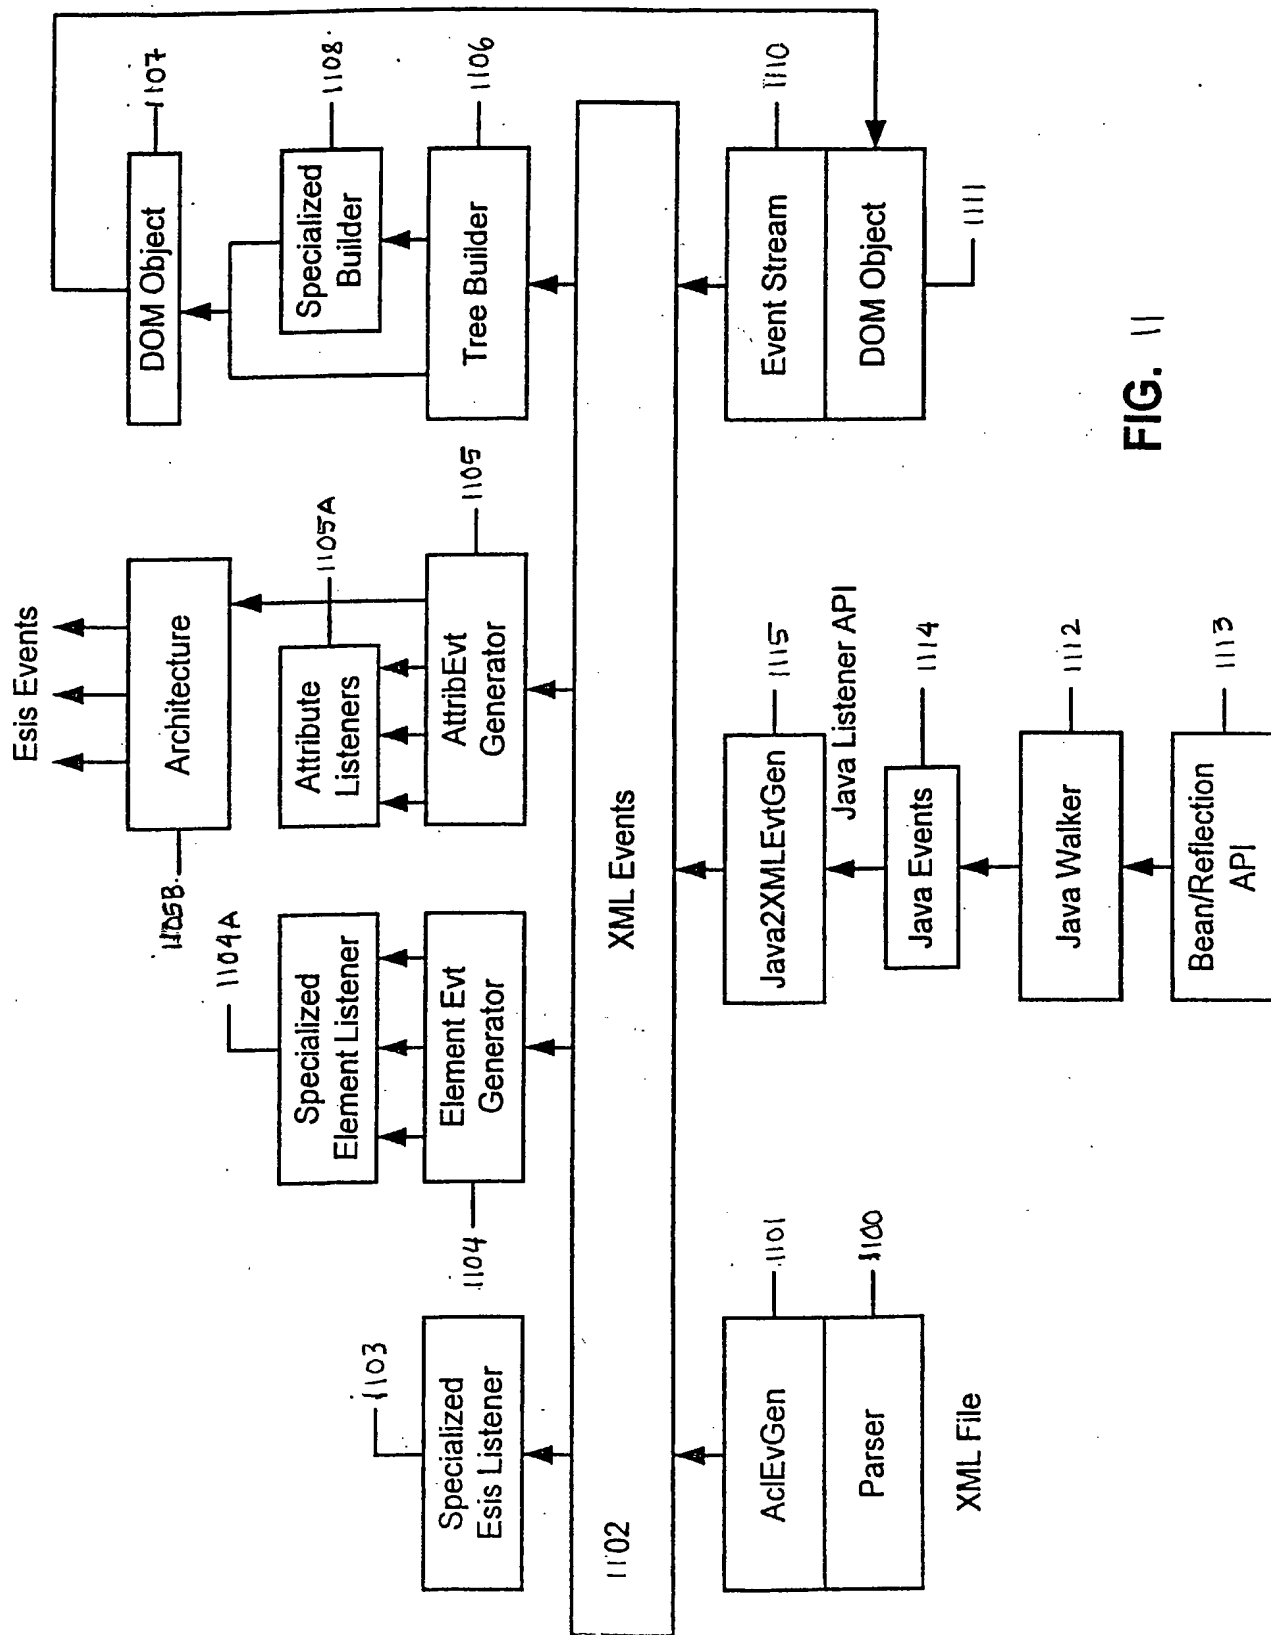 Esis Events
1105B
Architecture
DOM Object
1107
1104A
Specialized
Element Listener
Attribute
Listeners
1105A
Specialized
Builder
1108
1103
Specialized
Esis Listener
1104
Element Evt
Generator
AttribEvt
Generator
1105
Tree Builder
1106
1102
XML Events
AclEvGen
1101
Parser
1100
XML File
Java2XMLEvtGen
1115
Java Listener API
Java Events
1114
Java Walker
1112
Bean/Reflection
API
1113
Event Stream
1110
DOM Object
1111
FIG. 11